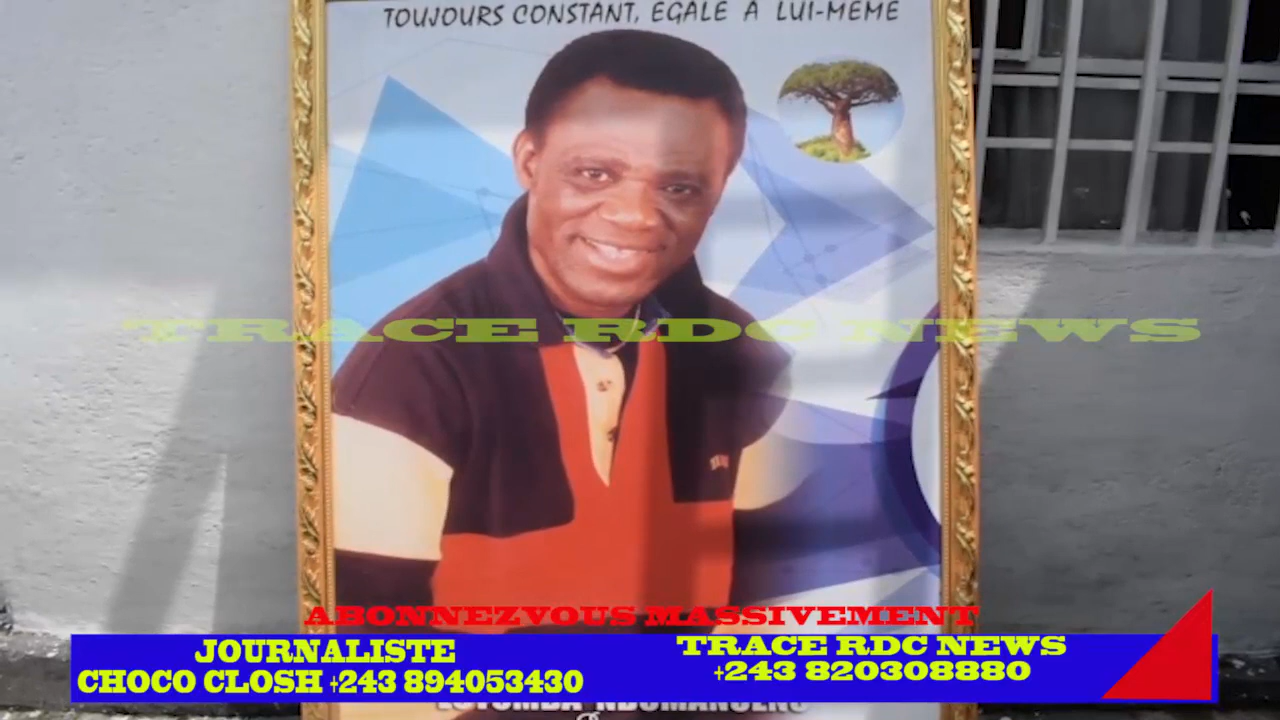 TOUJOURS CONSTANT, EGALE A LUI-MEME
TRACE RDC NEWS
ABONNEZVOUS MASSIVEMENT
JOURNALISTE
CHOCO CLOSH +243 894053430
TRACE RDC NEWS
+243 820308880